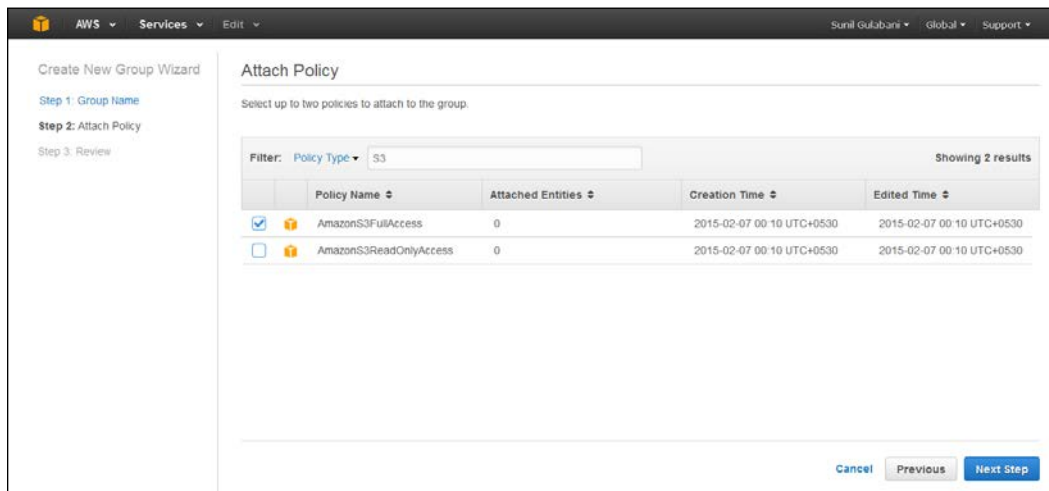 AWS Services Edit Sunil Gulabani Global Support
Create New Group Wizard
Step 1: Group Name
Step 2: Attach Policy
Step 3: Review
Attach Policy
Select up to two policies to attach to the group.
Filter: Policy Type S3 Showing 2 results
Policy Name Attached Entities Creation Time Edited Time
AmazonS3FullAccess 0 2015-02-07 00:10 UTC+0530 2015-02-07 00:10 UTC+0530
AmazonS3ReadOnlyAccess 0 2015-02-07 00:10 UTC+0530 2015-02-07 00:10 UTC+0530
Cancel Previous Next Step